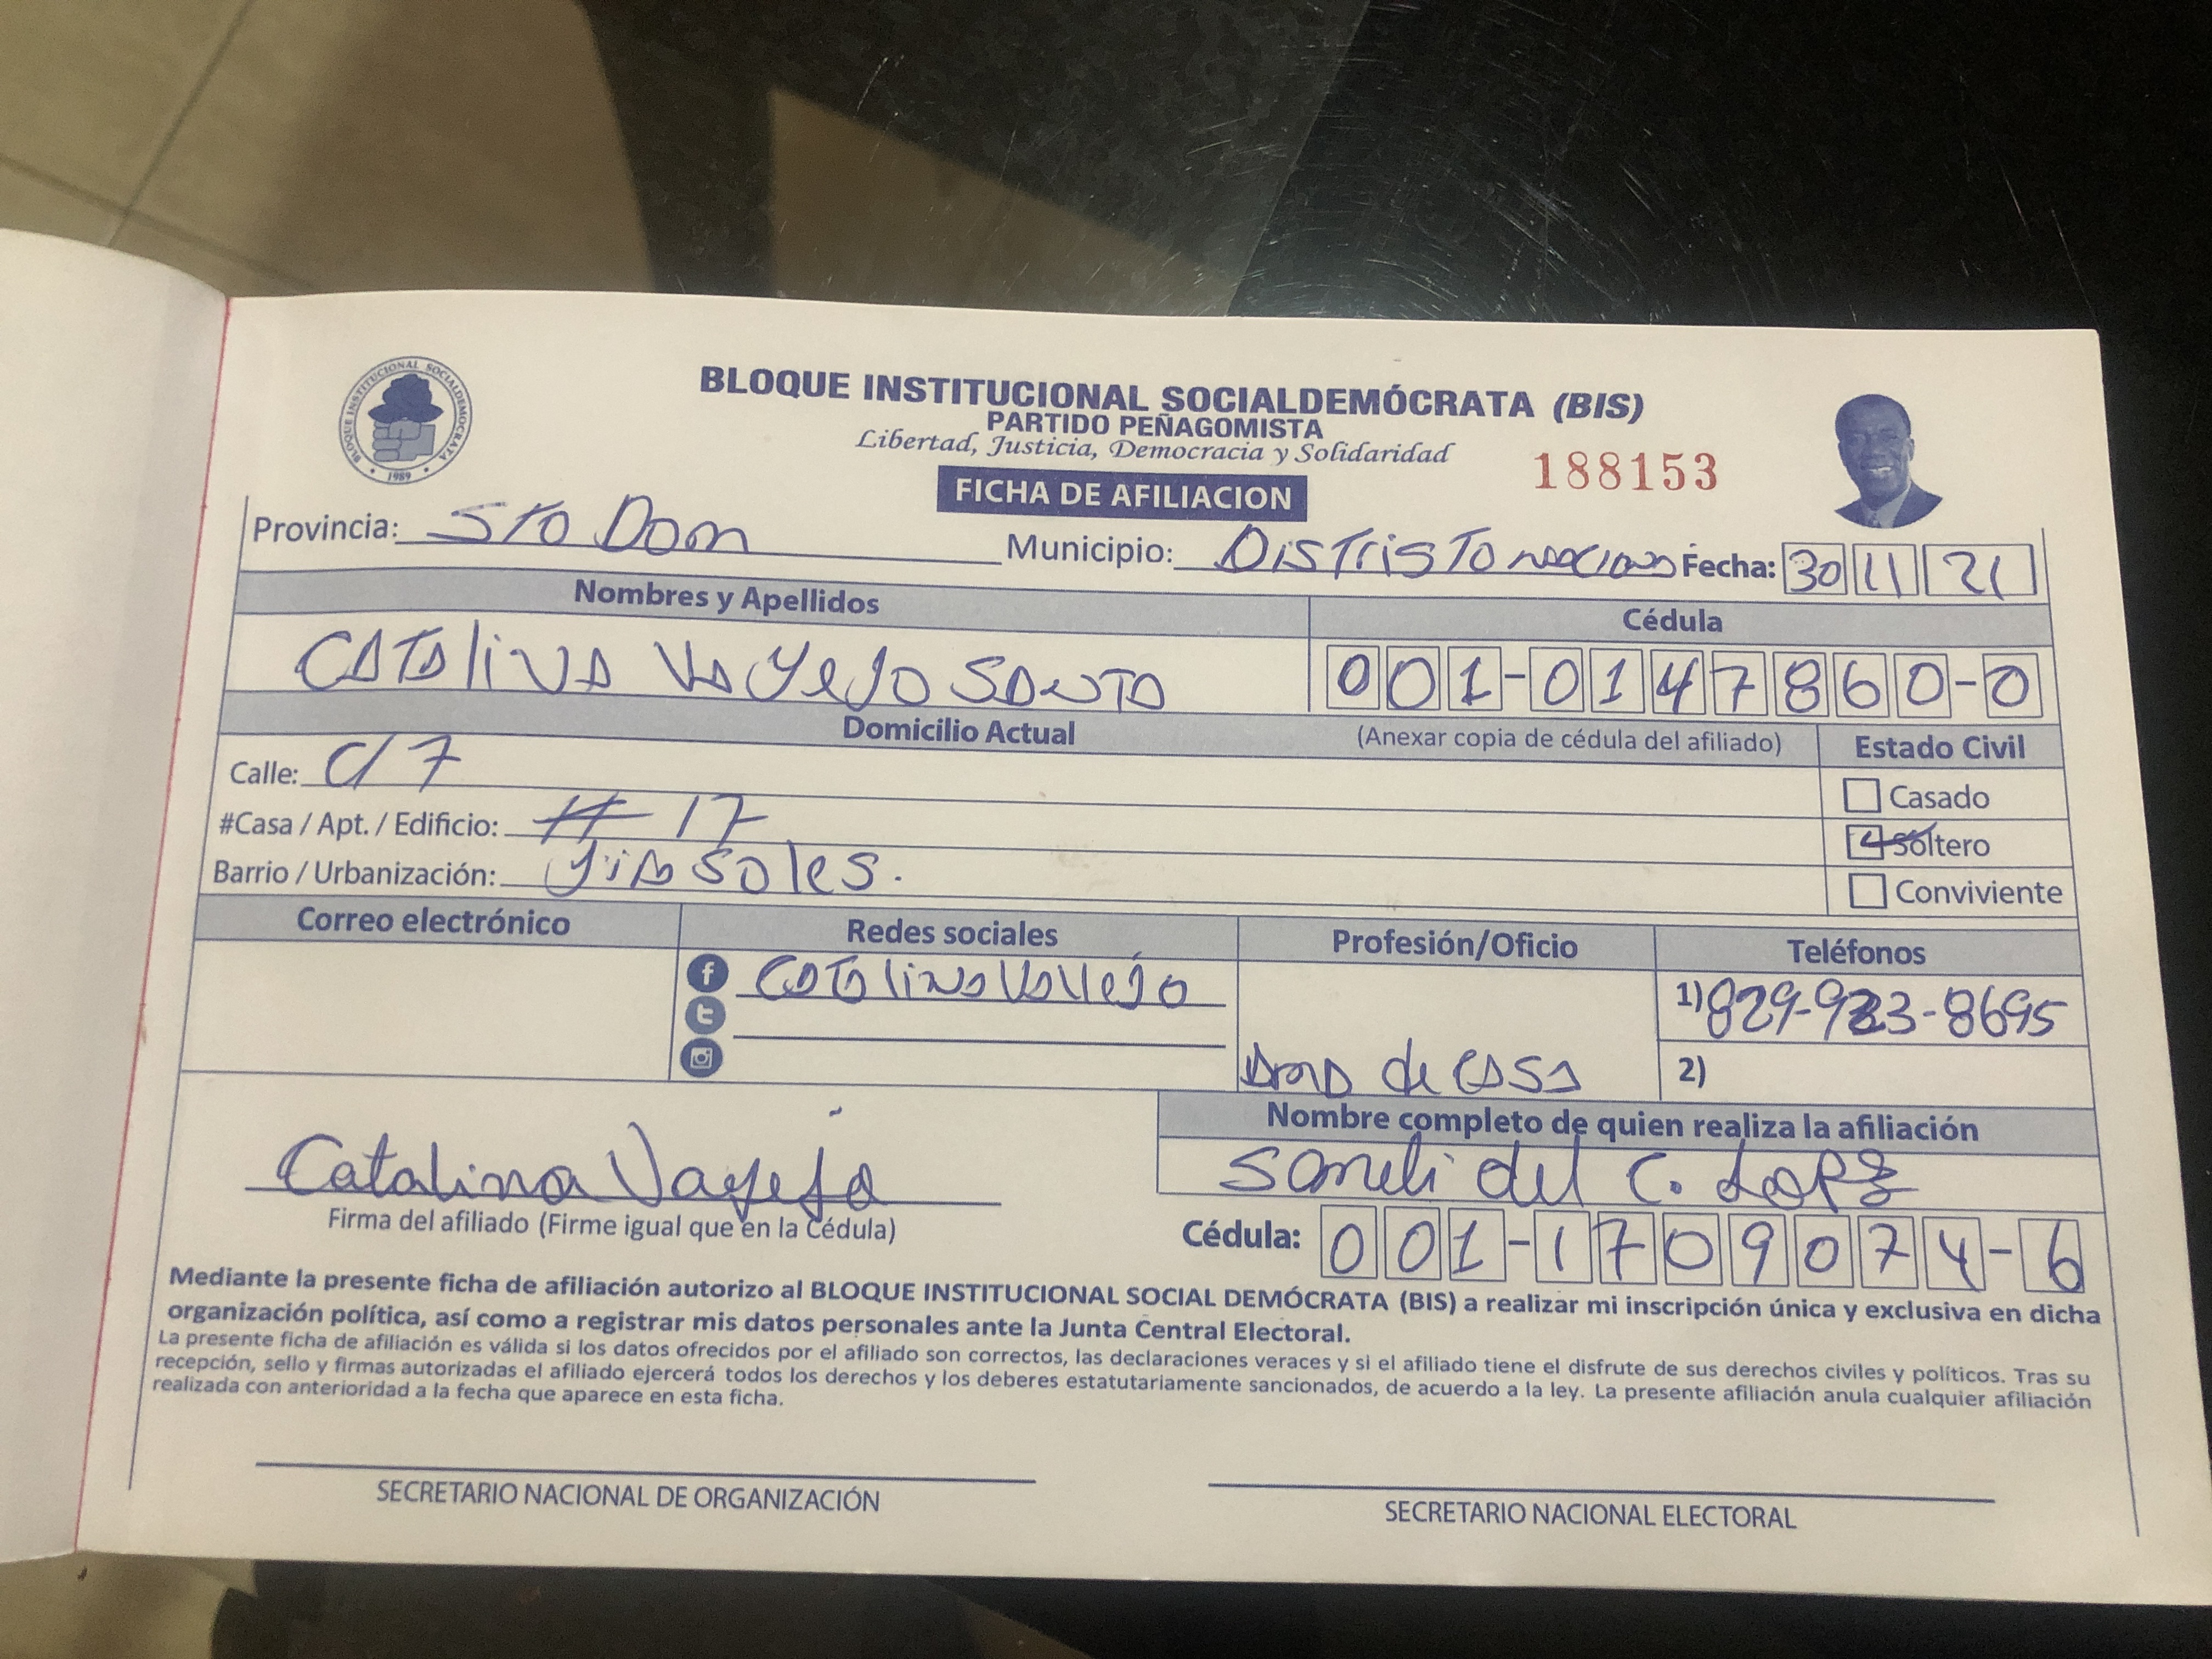 BLOQUE INSTITUCIONAL SOCIALDEMÓCRATA (BIS)
PARTIDO PEÑAGOMISTA
Libertad, Justicia, Democracia y Solidaridad
BLOQUE INSTITUCIONAL SOCIALDEMOCRATA
1989
FICHA DE AFILIACION
188153
Provincia: Sto Dom Municipio: DisTrisTo Fecha: 30 11 21
Nombres y Apellidos Cédula
CATAliNA VAyeJo SANTO 001-0147860-0
Domicilio Actual (Anexar copia de cédula del afiliado) Estado Civil
Calle: C/7
Casado
#Casa / Apt. / Edificio: # 17
Soltero
Barrio / Urbanización: JirA Soles.
Conviviente
Correo electrónico Redes sociales Profesión/Oficio Teléfonos
CATAliNA VAlleJo
1) 829-923-8695
AmA de CASA
2)
Nombre completo de quien realiza la afiliación
Catalina Vayejo
Saneli del C. Lopez
Firma del afiliado (Firme igual que en la Cédula)
Cédula: 001-1709074-6
Mediante la presente ficha de afiliación autorizo al BLOQUE INSTITUCIONAL SOCIAL DEMÓCRATA (BIS) a realizar mi inscripción única y exclusiva en dicha
organización política, así como a registrar mis datos personales ante la Junta Central Electoral.
La presente ficha de afiliación es válida si los datos ofrecidos por el afiliado son correctos, las declaraciones veraces y si el afiliado tiene el disfrute de sus derechos civiles y políticos. Tras su
recepción, sello y firmas autorizadas el afiliado ejercerá todos los derechos y los deberes estatutariamente sancionados, de acuerdo a la ley. La presente afiliación anula cualquier afiliación
realizada con anterioridad a la fecha que aparece en esta ficha.
SECRETARIO NACIONAL DE ORGANIZACIÓN
SECRETARIO NACIONAL ELECTORAL